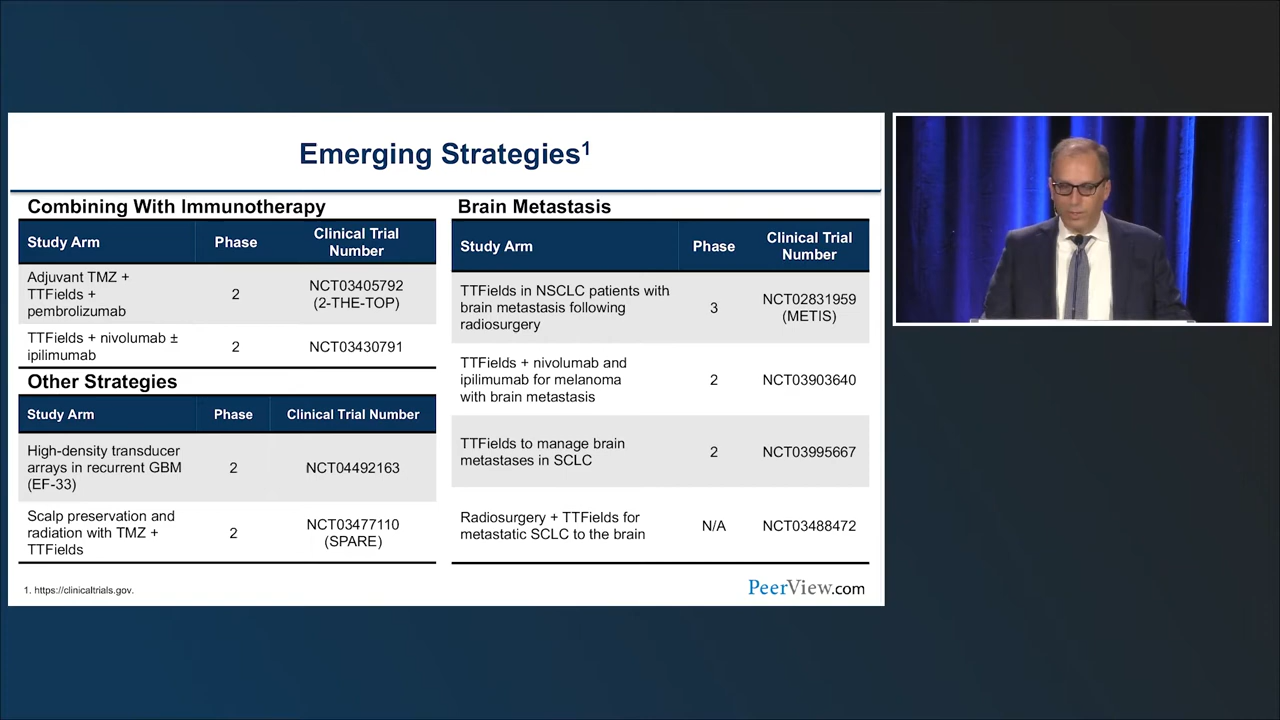 Emerging Strategies1
Combining With Immunotherapy
Study Arm
Phase
Clinical Trial
Number
Adjuvant TMZ +
TTFields +
pembrolizumab
2
NCT03405792
(2-THE-TOP)
TTFields + nivolumab ±
ipilimumab
2
NCT03430791
Other Strategies
Study Arm
Phase
Clinical Trial Number
High-density transducer
arrays in recurrent GBM
(EF-33)
2
NCT04492163
Scalp preservation and
radiation with TMZ +
TTFields
2
NCT03477110
(SPARE)
Brain Metastasis
Study Arm
Phase
Clinical Trial
Number
TTFields in NSCLC patients with
brain metastasis following
radiosurgery
3
NCT02831959
(METIS)
TTFields + nivolumab and
ipilimumab for melanoma
with brain metastasis
2
NCT03903640
TTFields to manage brain
metastases in SCLC
2
NCT03995667
Radiosurgery + TTFields for
metastatic SCLC to the brain
N/A
NCT03488472
1. https://clinicaltrials.gov.
PeerView.com